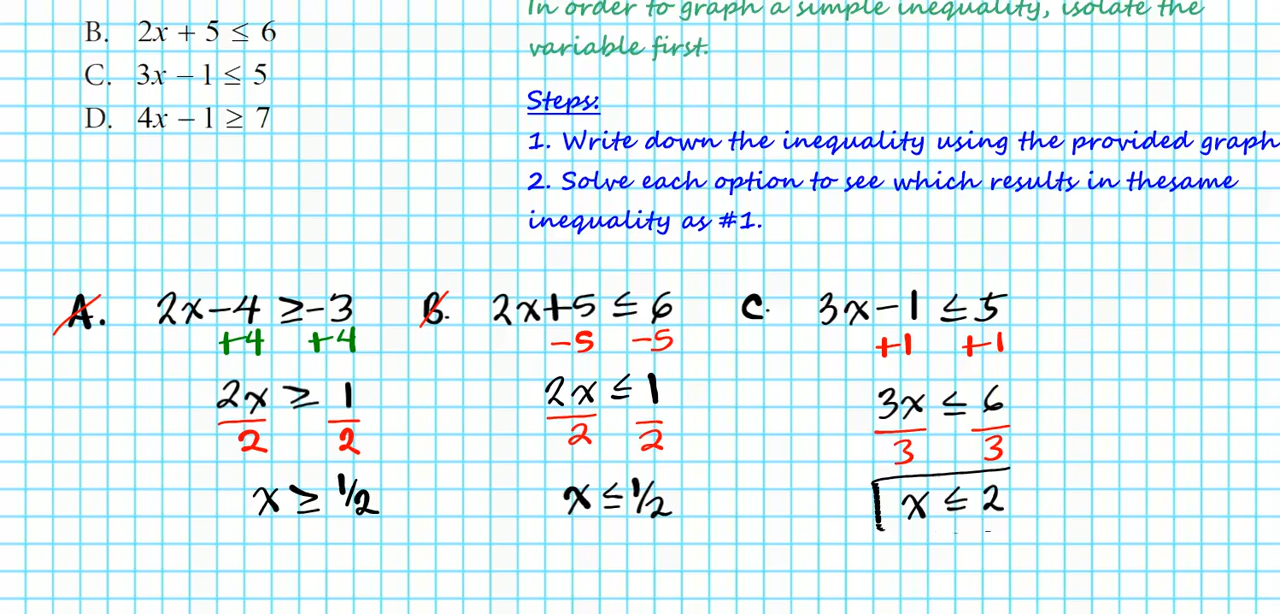 In order to graph a simple inequality, isolate the
variable first.
B. 2x + 5 ≤ 6
C. 3x − 1 ≤ 5
D. 4x − 1 ≥ 7
Steps:
1. Write down the inequality using the provided graph
2. Solve each option to see which results in thesame
inequality as #1.
A. 2x−4 ≥ −3
+4 +4
2x ≥ 1
2 2
x ≥ 1/2
B. 2x+5 ≤ 6
−5 −5
2x ≤ 1
2 2
x ≤ 1/2
C. 3x−1 ≤ 5
+1 +1
3x ≤ 6
3 3
x ≤ 2